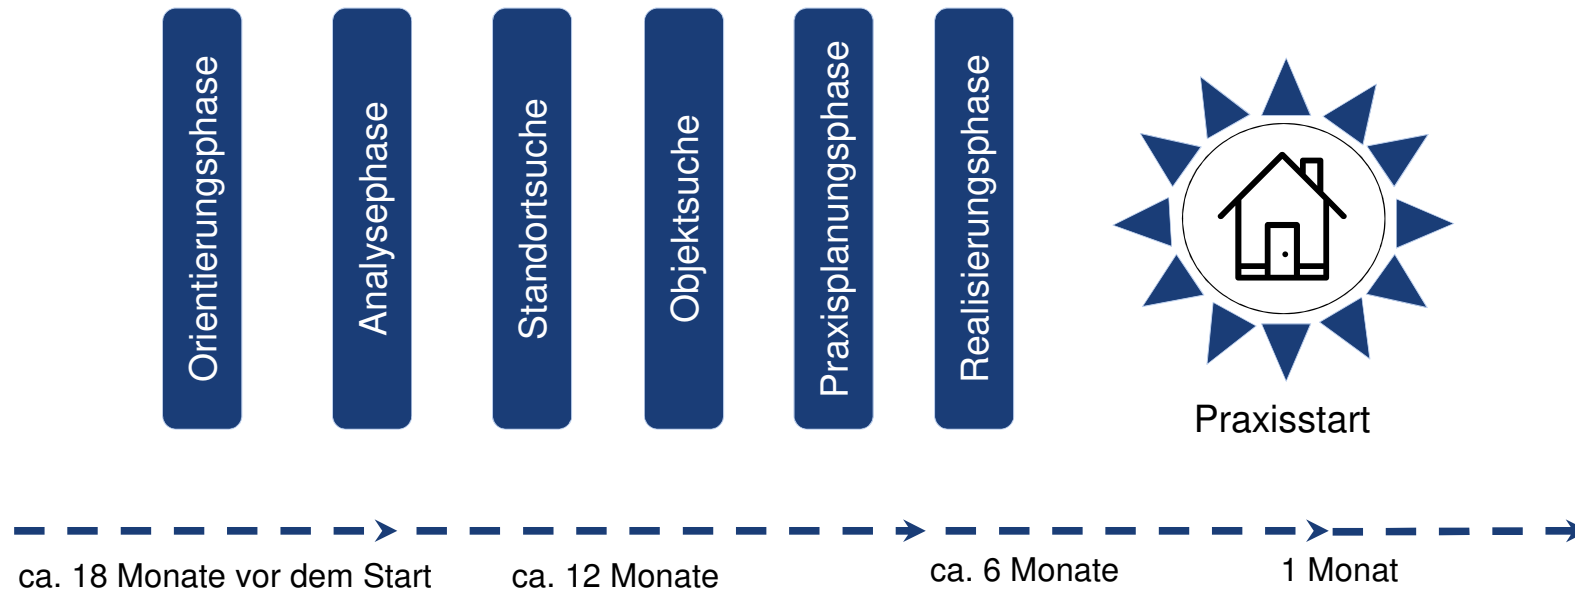 Orientierungsphase
Analysephase
Standortsuche
Objektsuche
Praxisplanungsphase
Realisierungsphase
Praxisstart
ca. 18 Monate vor dem Start
ca. 12 Monate
ca. 6 Monate
1 Monat